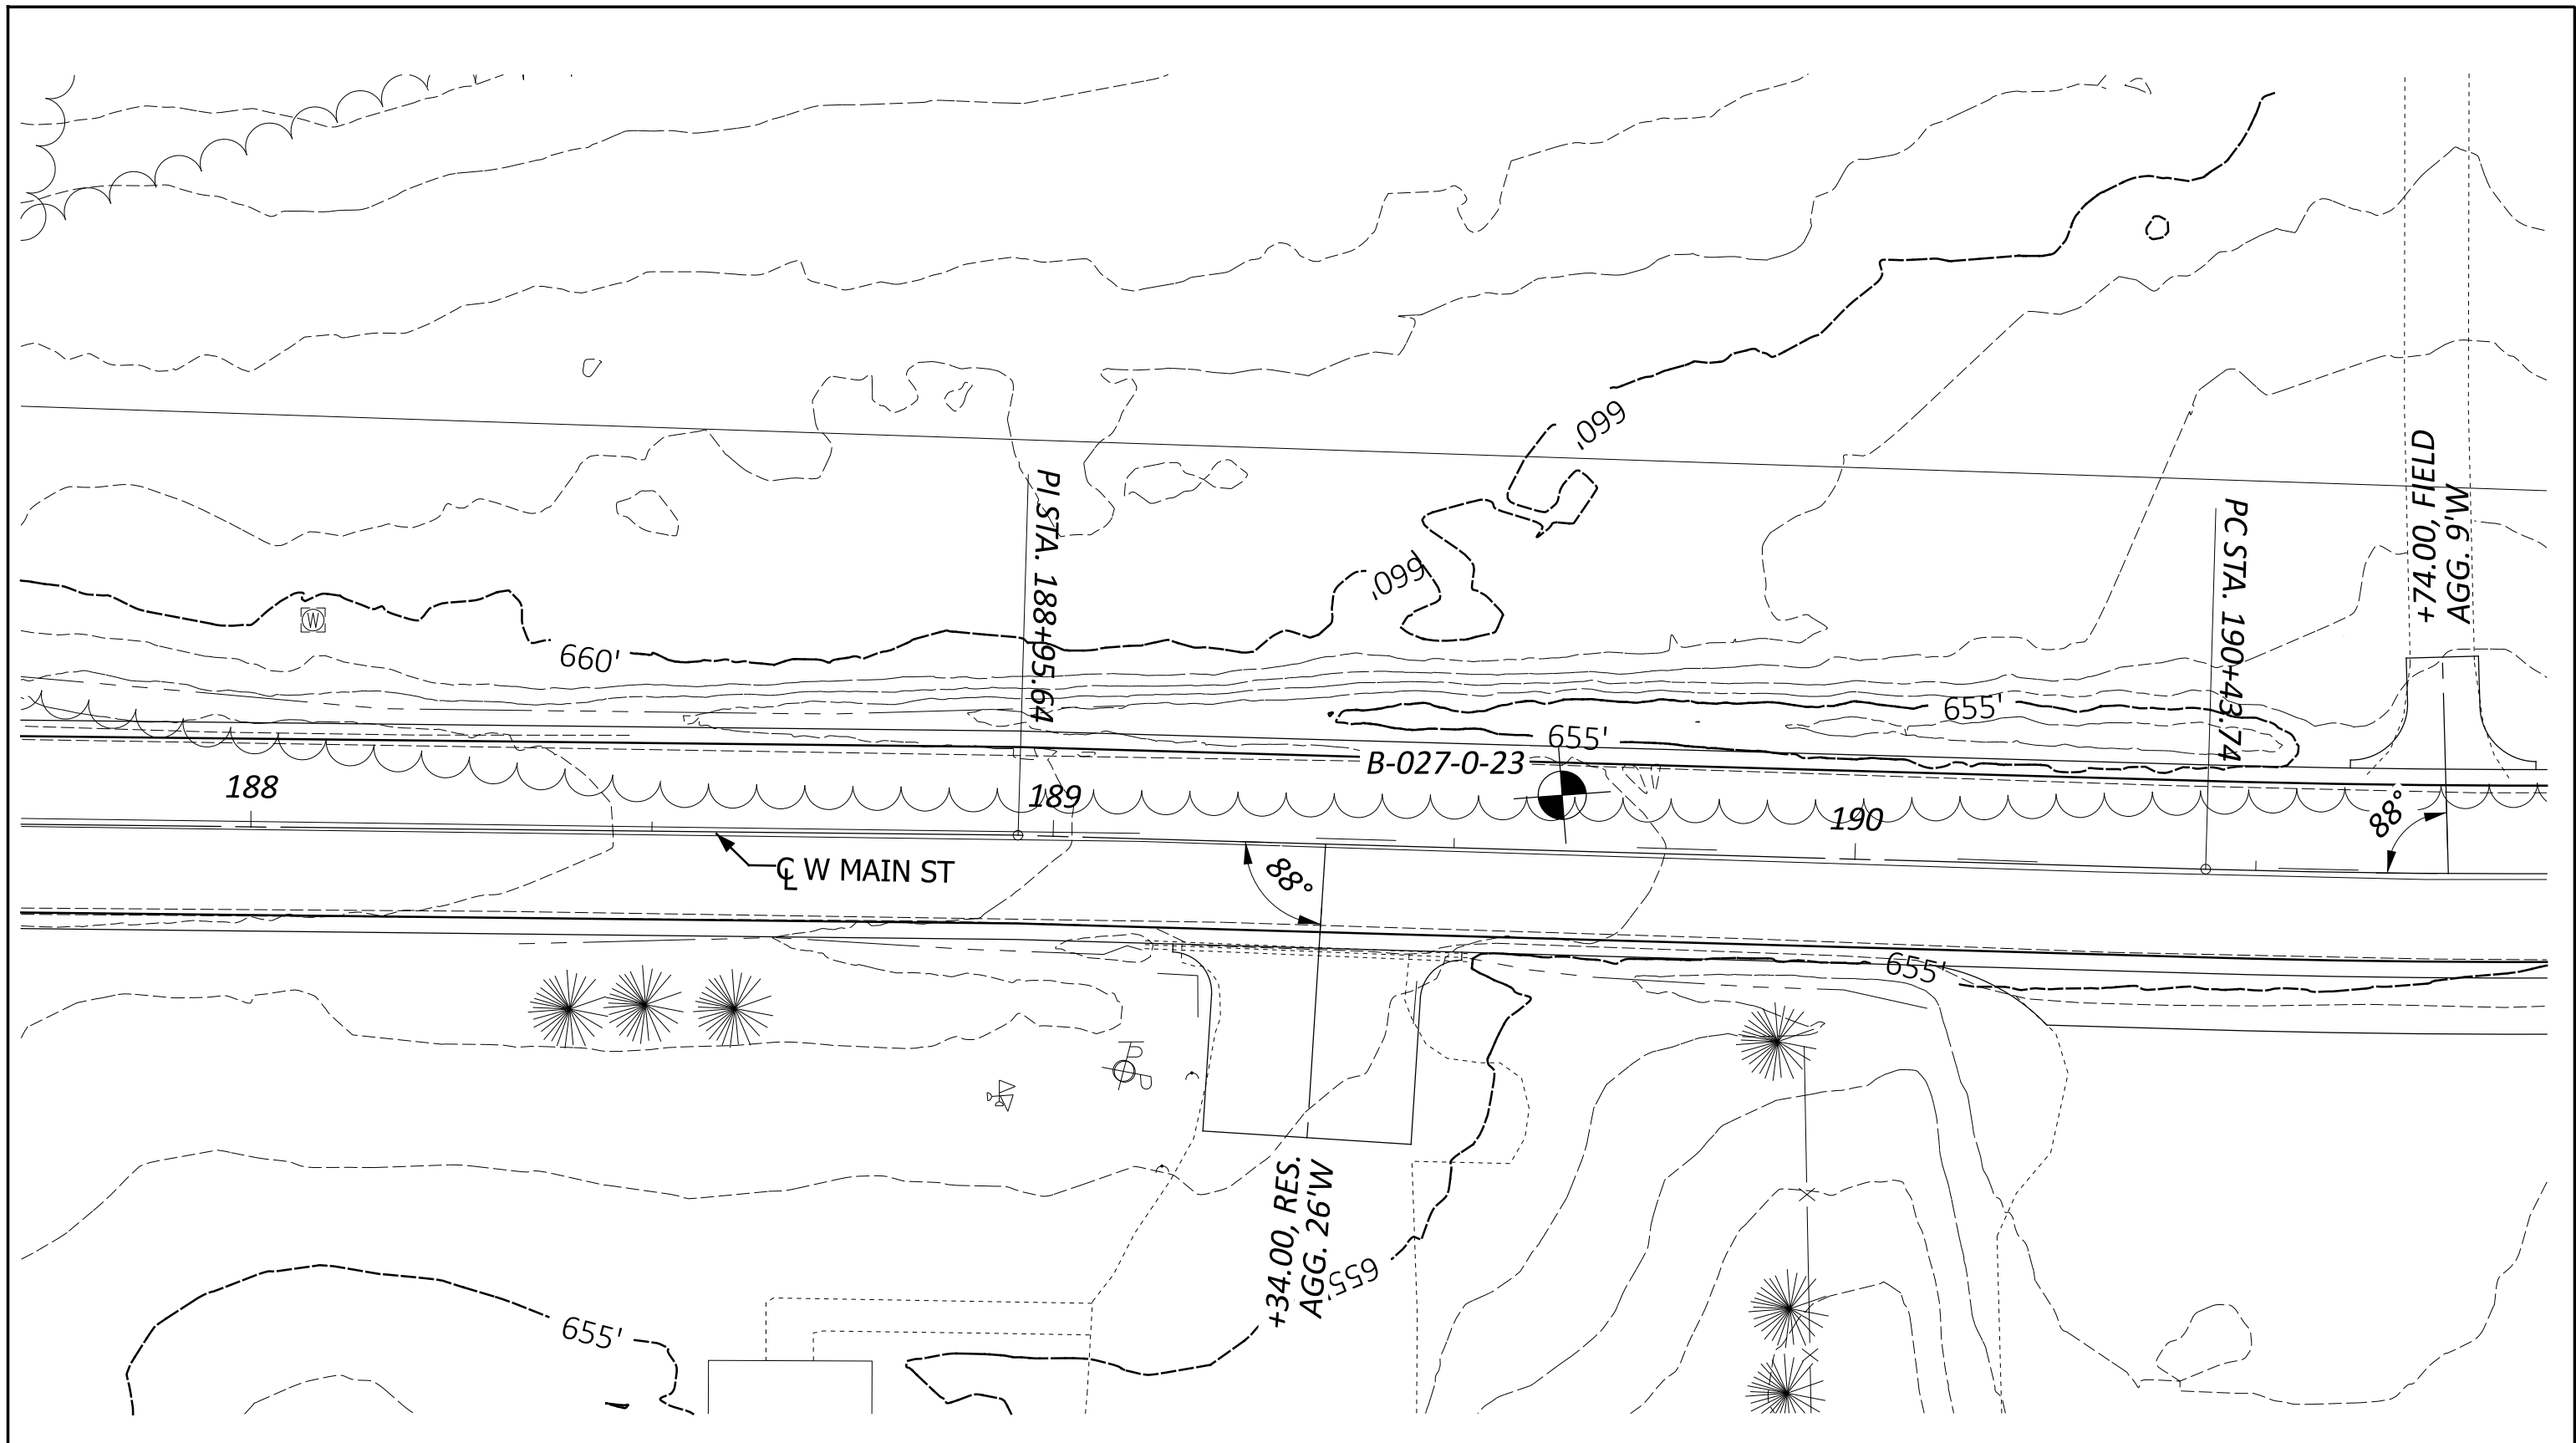 660'
660'
660'
655'
655'
655'
655'
655'
PI STA. 188+95.64
PC STA. 190+43.74
+74.00, FIELD
AGG. 9'W
W
B-027-0-23
188
189
190
88°
88°
℄ W MAIN ST
+34.00, RES.
AGG. 26'W